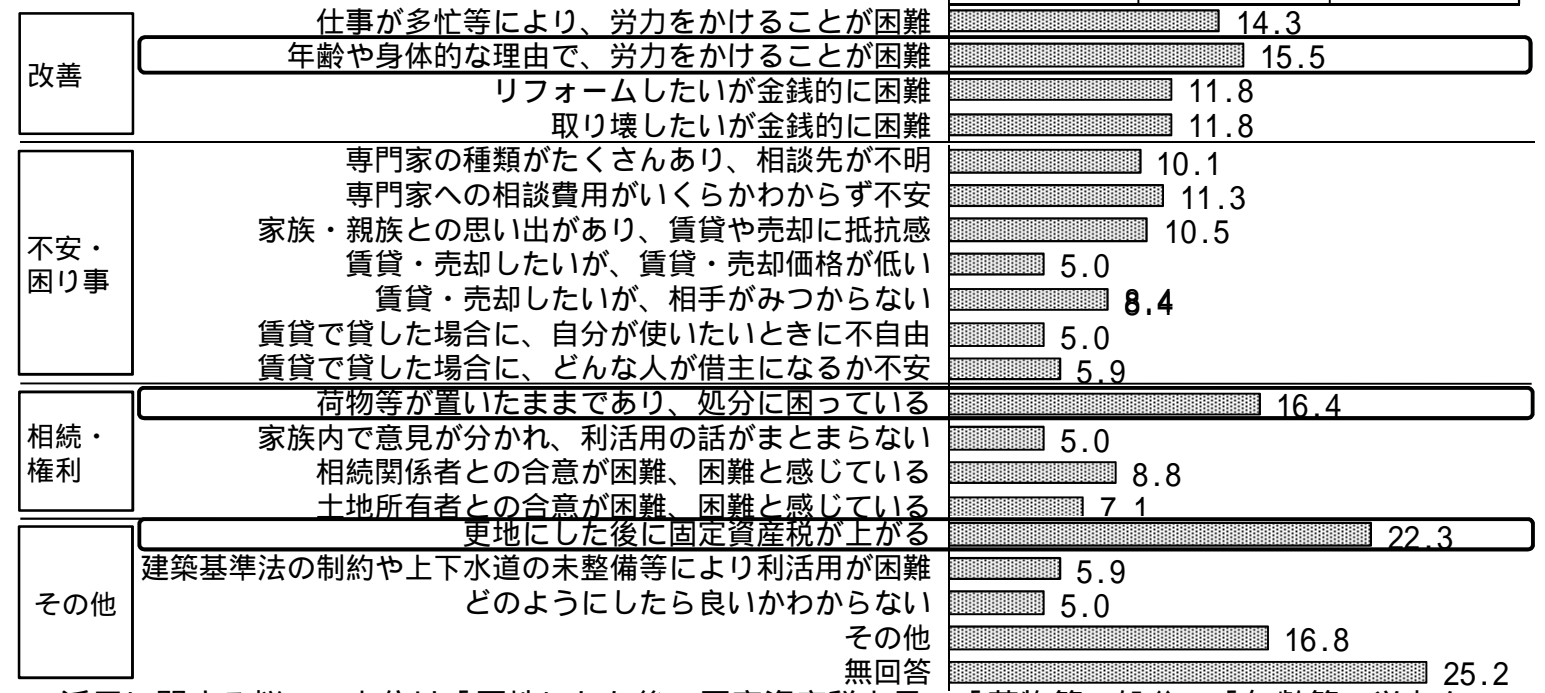 改善
仕事が多忙等により、労力をかけることが困難 14.3
年齢や身体的な理由で、労力をかけることが困難 15.5
リフォームしたいが金銭的に困難 11.8
取り壊したいが金銭的に困難 11.8
不安・
困り事
専門家の種類がたくさんあり、相談先が不明 10.1
専門家への相談費用がいくらかわからず不安 11.3
家族・親族との思い出があり、賃貸や売却に抵抗感 10.5
賃貸・売却したいが、賃貸・売却価格が低い 5.0
賃貸・売却したいが、相手がみつからない 8.4
賃貸で貸した場合に、自分が使いたいときに不自由 5.0
賃貸で貸した場合に、どんな人が借主になるか不安 5.9
相続・
権利
荷物等が置いたままであり、処分に困っている 16.4
家族内で意見が分かれ、利活用の話がまとまらない 5.0
相続関係者との合意が困難、困難と感じている 8.8
土地所有者との合意が困難、困難と感じている 7.1
その他
更地にした後に固定資産税が上がる 22.3
建築基準法の制約や上下水道の未整備等により利活用が困難 5.9
どのようにしたら良いかわからない 5.0
その他 16.8
無回答 25.2